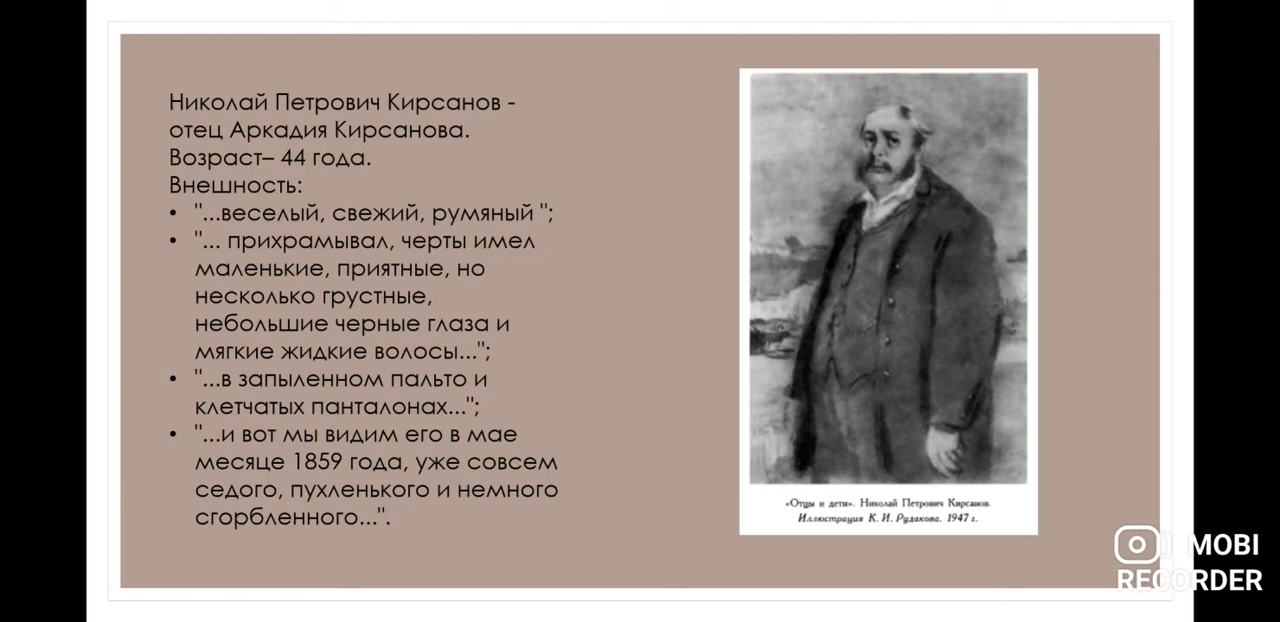 Николай Петрович Кирсанов -
отец Аркадия Кирсанова.
Возраст– 44 года.
Внешность:
• "...веселый, свежий, румяный ";
• "... прихрамывал, черты имел
маленькие, приятные, но
несколько грустные,
небольшие черные глаза и
мягкие жидкие волосы...";
• "...в запыленном пальто и
клетчатых панталонах...";
• "...и вот мы видим его в мае
месяце 1859 года, уже совсем
седого, пухленького и немного
сгорбленного...".
«Отцы и дети». Николай Петрович Кирсанов.
Иллюстрация К. И. Рудакова. 1947 г.
MOBI
RECORDER